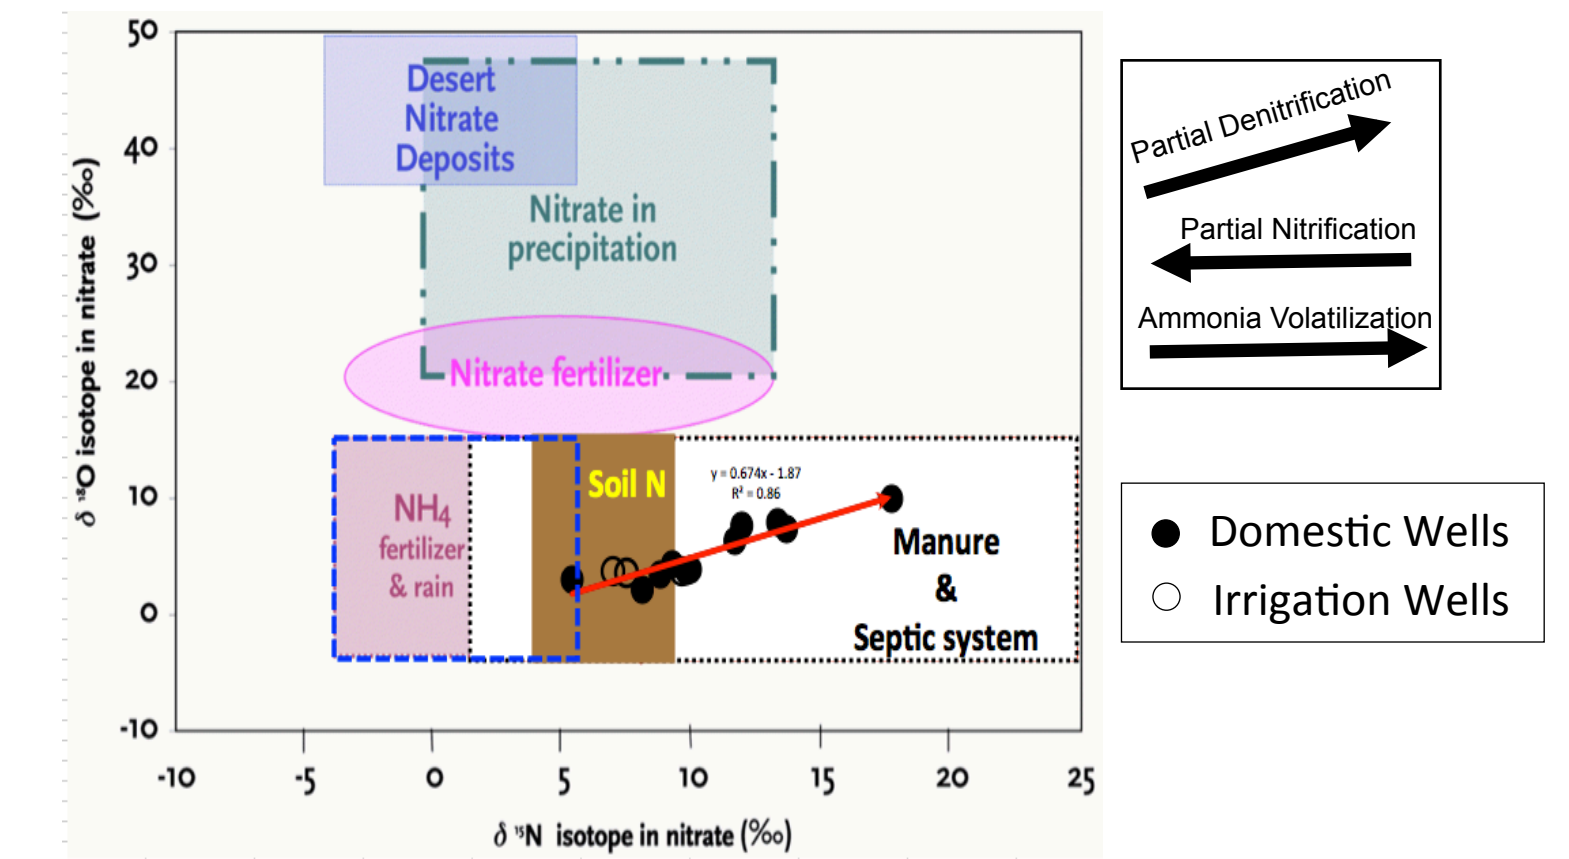 50
40
30
20
10
0
-10
δ ¹⁸O isotope in nitrate (‰)
Desert
Nitrate
Deposits
Nitrate in
precipitation
Nitrate fertilizer
NH₄
fertilizer
& rain
Soil N
y = 0.674x - 1.87
R² = 0.86
Manure
&
Septic system
-10 -5 0 5 10 15 20 25
δ ¹⁵N isotope in nitrate (‰)
Partial Denitrification
Partial Nitrification
Ammonia Volatilization
Domestic Wells
Irrigation Wells